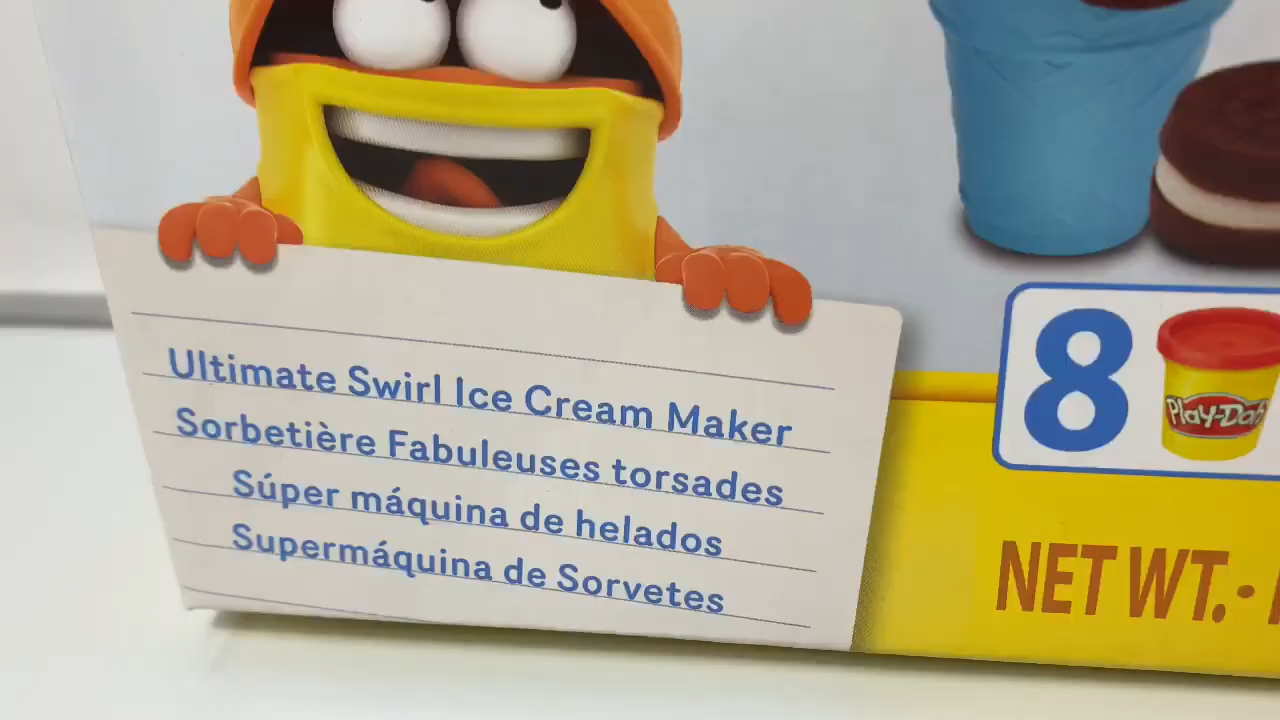 Ultimate Swirl Ice Cream Maker
Sorbetière Fabuleuses torsades
Súper máquina de helados
Supermáquina de Sorvetes
8
Play-Doh
NET WT. •